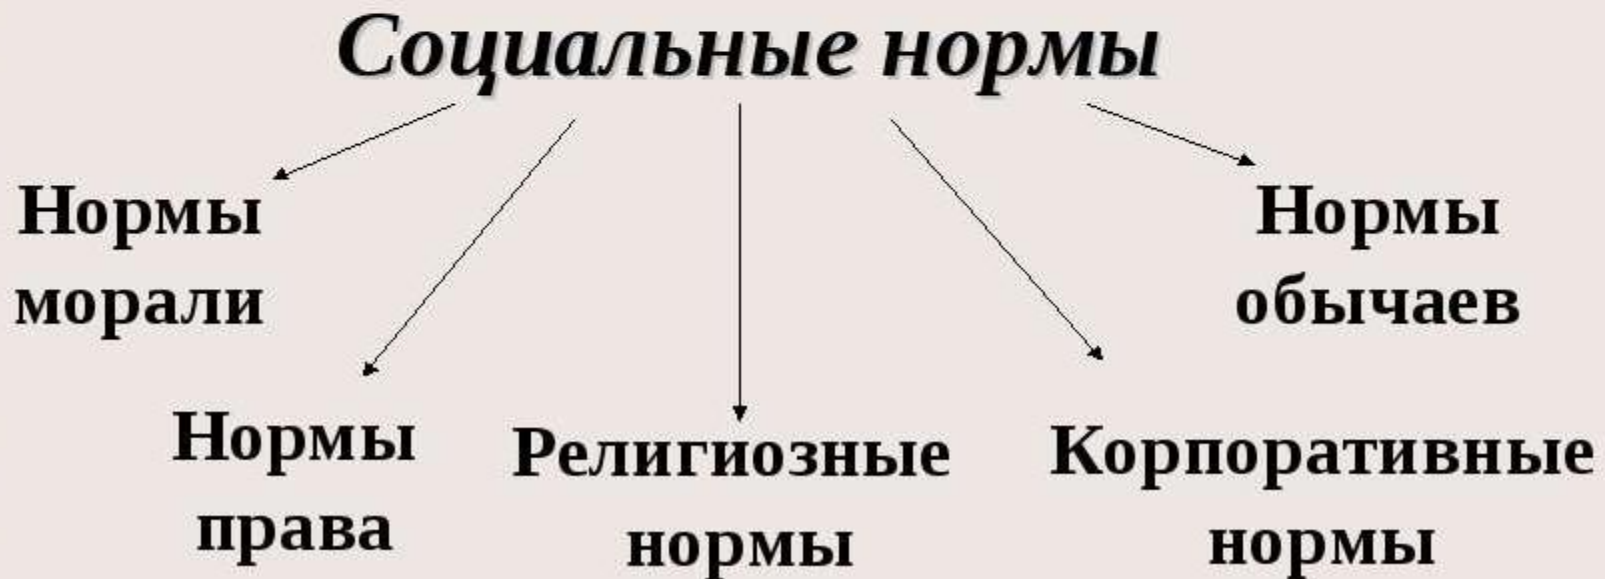 Социальные нормы
Нормы
морали
Нормы
обычаев
Нормы
права
Религиозные
нормы
Корпоративные
нормы